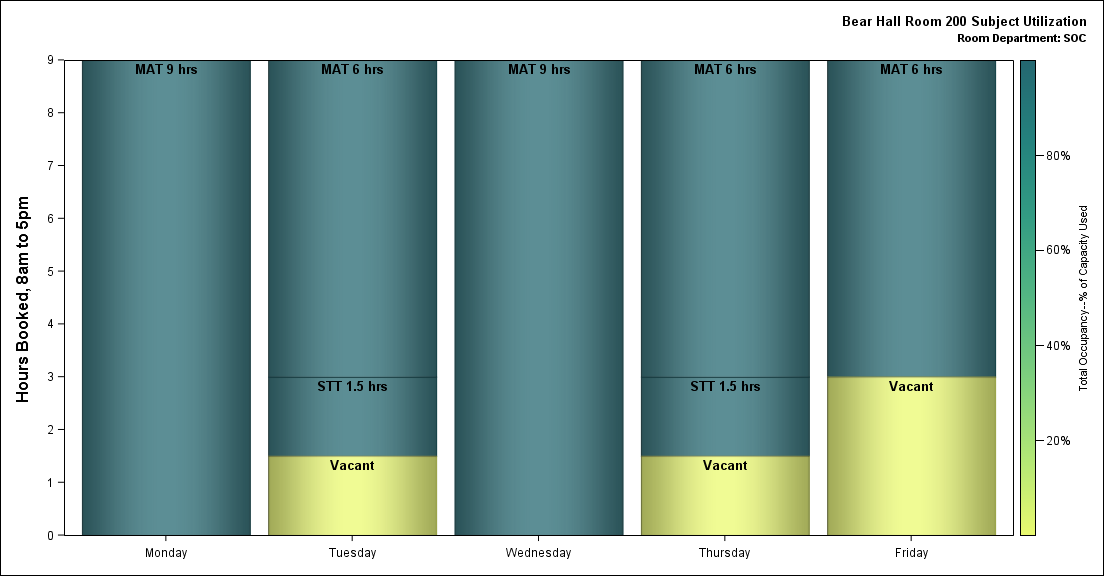 Bear Hall Room 200 Subject Utilization
Room Department: SOC
Hours Booked, 8am to 5pm
9
8
7
6
5
4
3
2
1
0
MAT 9 hrs
MAT 6 hrs
STT 1.5 hrs
Vacant
MAT 9 hrs
MAT 6 hrs
STT 1.5 hrs
Vacant
MAT 6 hrs
Vacant
Monday
Tuesday
Wednesday
Thursday
Friday
80%
60%
40%
20%
Total Occupancy--% of Capacity Used